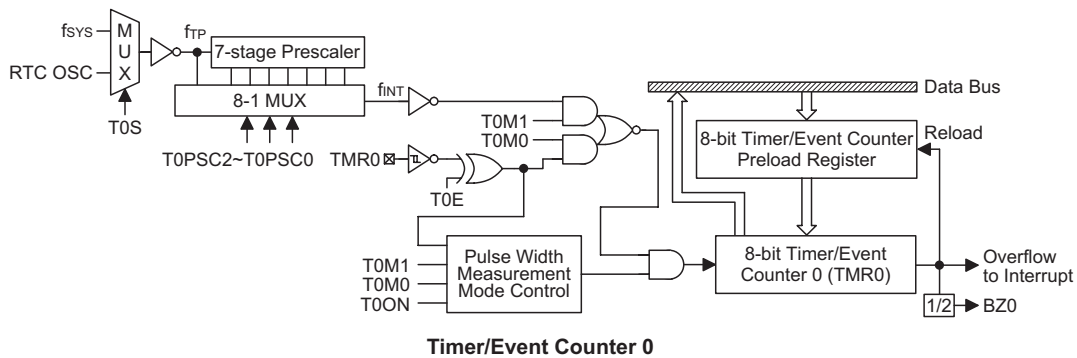 fSYS
RTC OSC
M
U
X
T0S
fTP
7-stage Prescaler
8-1 MUX
T0PSC2~T0PSC0
fINT
TMR0
T0E
T0M1
T0M0
T0M1
T0M0
T0ON
Pulse Width
Measurement
Mode Control
Data Bus
8-bit Timer/Event Counter
Preload Register
Reload
8-bit Timer/Event
Counter 0 (TMR0)
Overflow
to Interrupt
1/2
BZ0
Timer/Event Counter 0